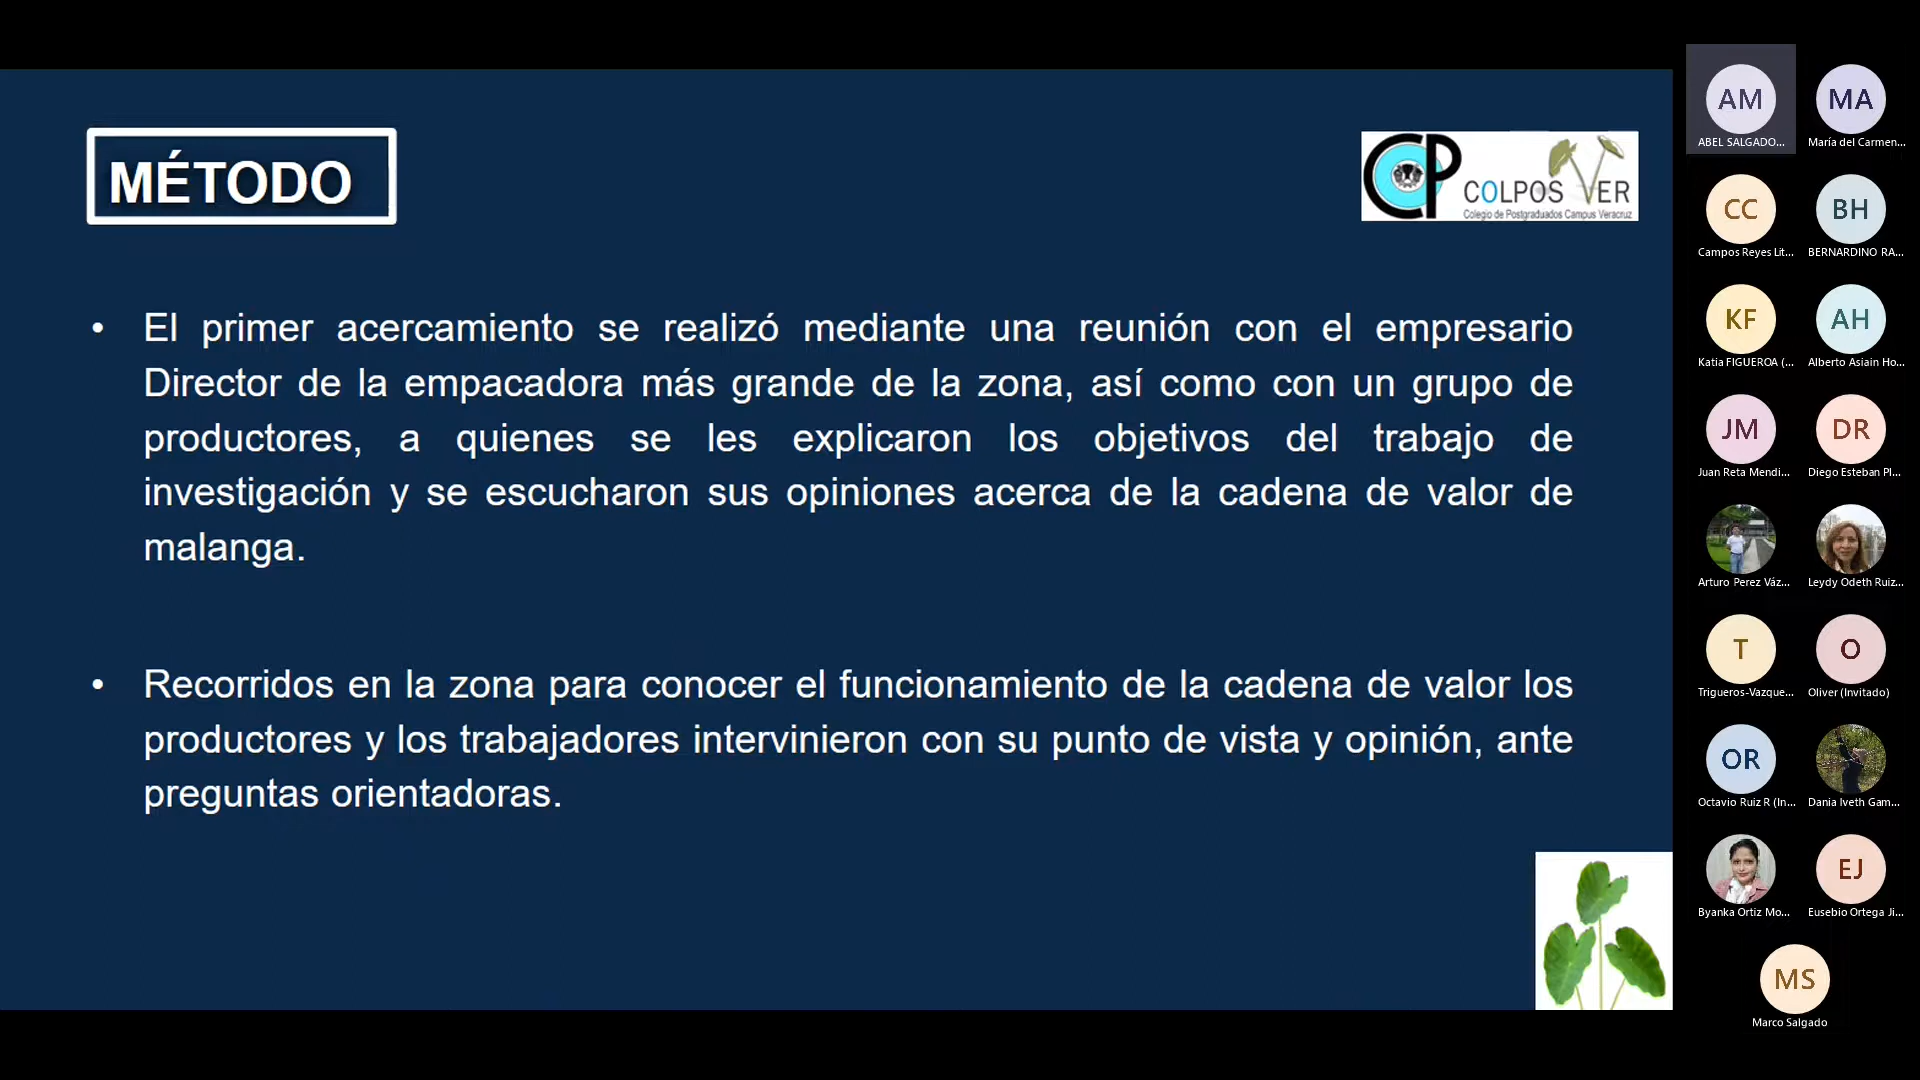 MÉTODO
CP COLPOS VER
Colegio de Postgraduados Campus Veracruz
• El primer acercamiento se realizó mediante una reunión con el empresario
Director de la empacadora más grande de la zona, así como con un grupo de
productores, a quienes se les explicaron los objetivos del trabajo de
investigación y se escucharon sus opiniones acerca de la cadena de valor de
malanga.
• Recorridos en la zona para conocer el funcionamiento de la cadena de valor los
productores y los trabajadores intervinieron con su punto de vista y opinión, ante
preguntas orientadoras.
AM
ABEL SALGADO...
MA
María del Carmen...
CC
Campos Reyes Lit...
BH
BERNARDINO RA...
KF
Katia FIGUEROA (...
AH
Alberto Asiain Ho...
JM
Juan Reta Mendi...
DR
Diego Esteban Pl...
Arturo Perez Váz...
Leydy Odeth Ruiz...
T
Trigueros-Vazque...
O
Oliver (Invitado)
OR
Octavio Ruiz R (In...
Dania Iveth Gam...
Byanka Ortiz Mo...
EJ
Eusebio Ortega Ji...
MS
Marco Salgado